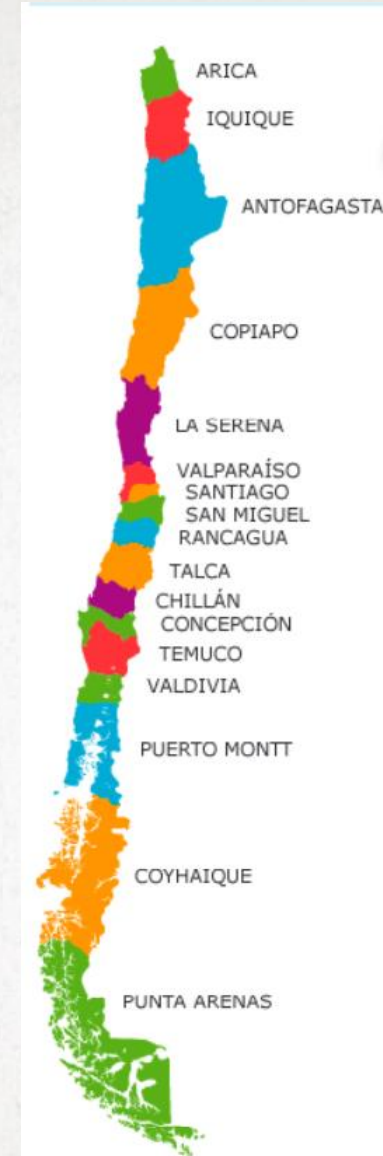 ARICA
IQUIQUE
ANTOFAGASTA
COPIAPO
LA SERENA
VALPARAÍSO
SANTIAGO
SAN MIGUEL
RANCAGUA
TALCA
CHILLÁN
CONCEPCIÓN
TEMUCO
VALDIVIA
PUERTO MONTT
COYHAIQUE
PUNTA ARENAS